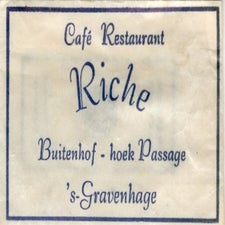 Café Restaurant
Riche
Buitenhof - hoek Passage
's-Gravenhage